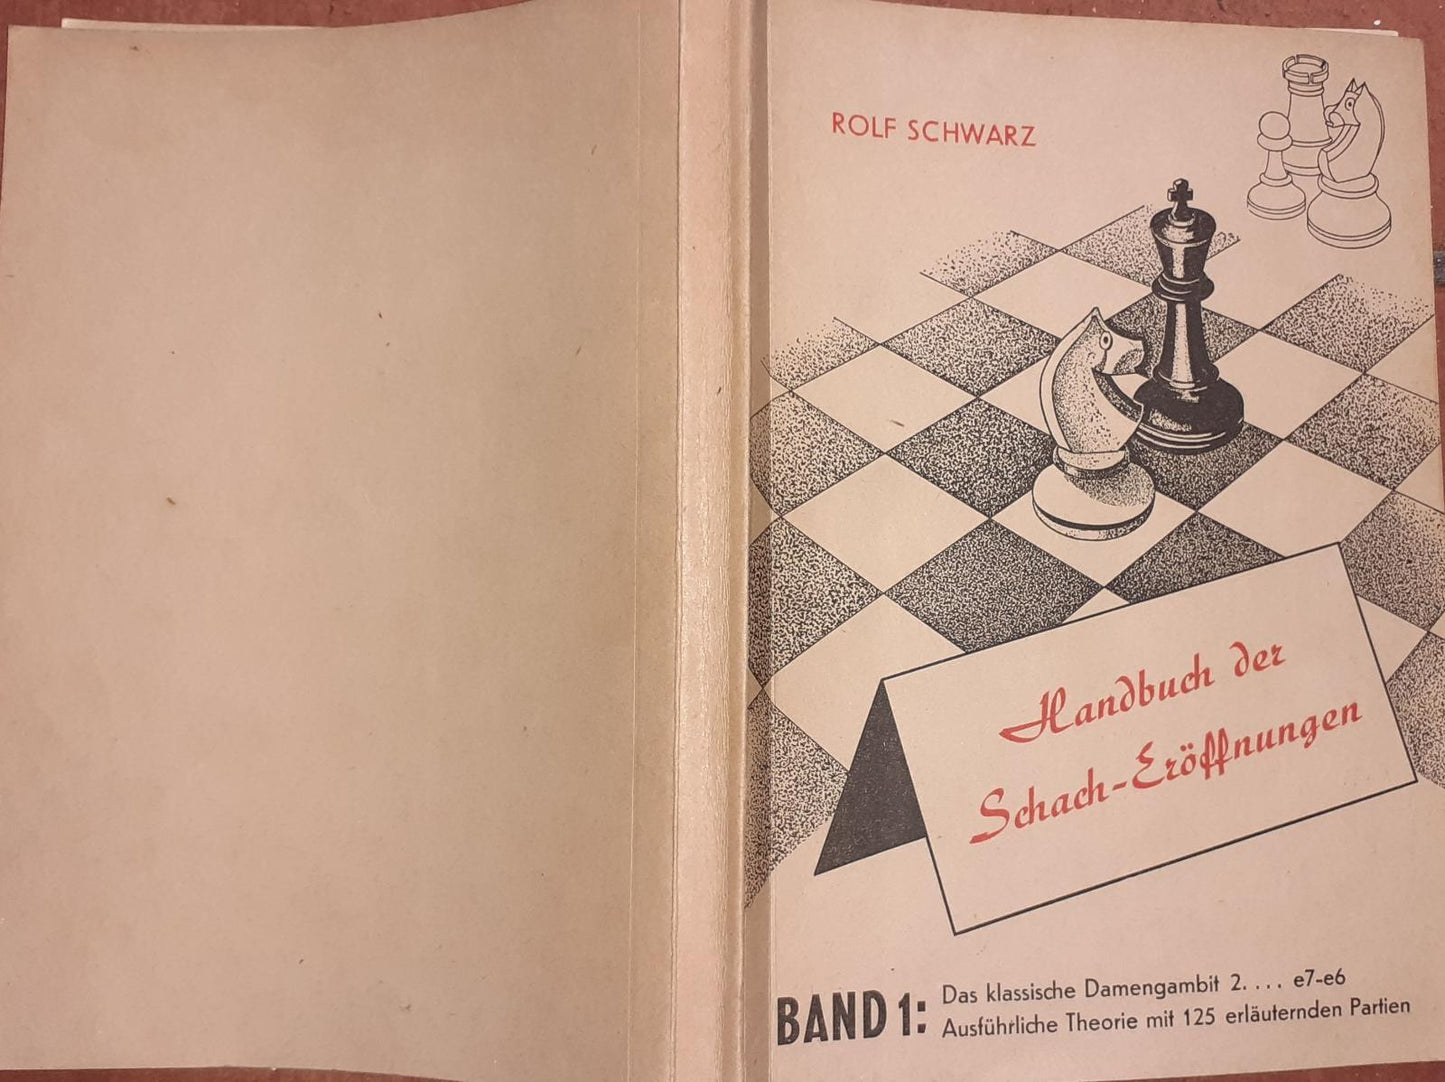 ROLF SCHWARZ
Handbuch der
Schach-Eröffnungen
BAND 1:
Das klassische Damengambit 2. ... e7-e6
Ausführliche Theorie mit 125 erläuternden Partien